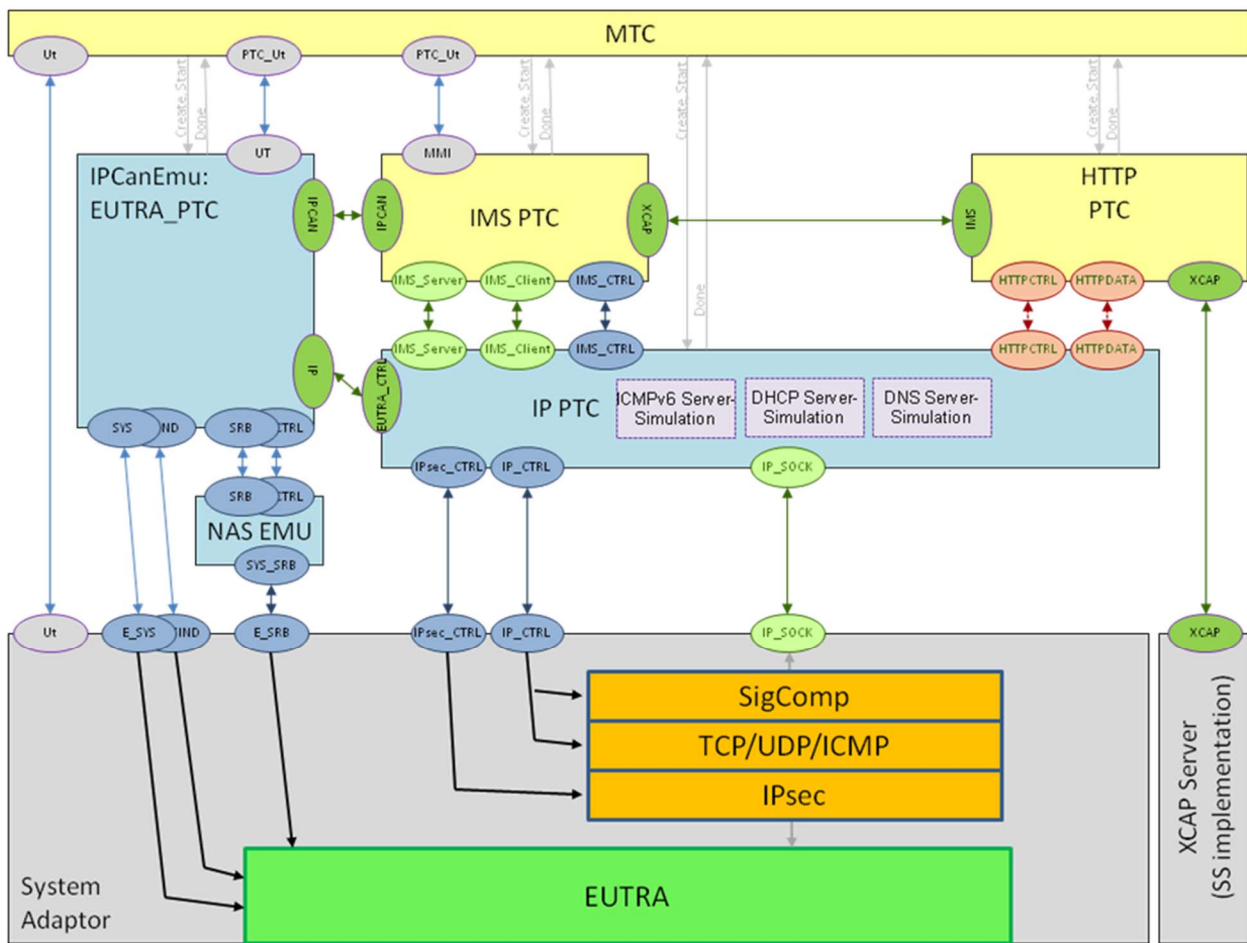 MTC
Ut
PTC_Ut
PTC_Ut
Create, Start
Done
Create, Start
Done
Create, Start
Done
Create, Start
Done
UT
MMI
IPCanEmu:
EUTRA_PTC
IPCAN
IPCAN
IMS PTC
XCAP
SMI
HTTP
PTC
IMS_Server
IMS_Client
IMS_CTRL
HTTPCTRL
HTTPDATA
XCAP
IMS_Server
IMS_Client
IMS_CTRL
HTTPCTRL
HTTPDATA
IP
EUTRA_CTRL
IP PTC
ICMPv6 Server-
Simulation
DHCP Server-
Simulation
DNS Server-
Simulation
SYS
IND
SRB
CTRL
IPsec_CTRL
IP_CTRL
IP_SOCK
SRB
CTRL
NAS EMU
SYS_SRB
Ut
E_SYS
IND
E_SRB
IPsec_CTRL
IP_CTRL
IP_SOCK
XCAP
SigComp
TCP/UDP/ICMP
IPsec
EUTRA
System
Adaptor
XCAP Server
(SS implementation)